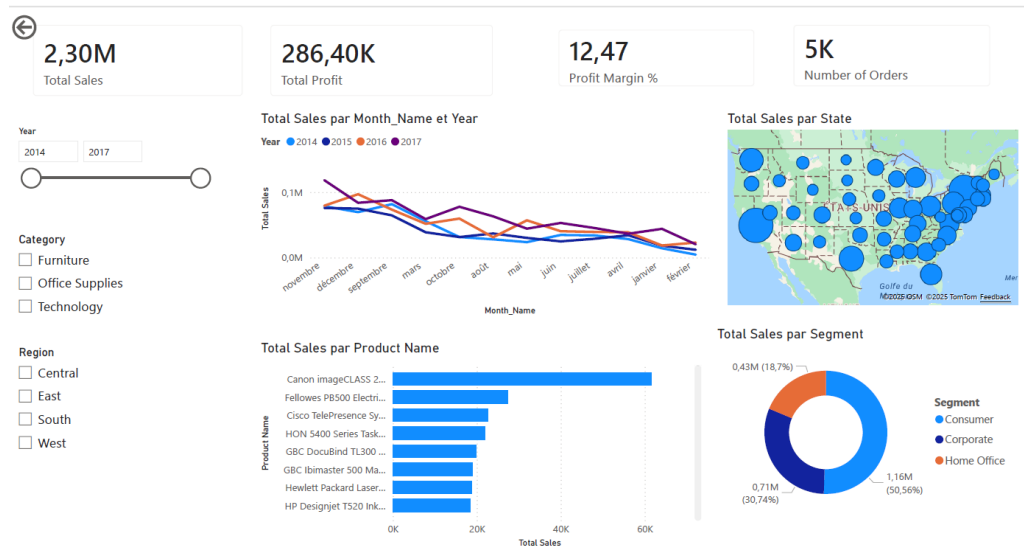 2,30M
Total Sales
286,40K
Total Profit
12,47
Profit Margin %
5K
Number of Orders
Year
2014 2017
Category
Furniture
Office Supplies
Technology
Region
Central
East
South
West
Total Sales par Month_Name et Year
Year 2014 2015 2016 2017
Total Sales
0,1M
0,0M
novembre décembre septembre mars octobre août mai juin juillet avril janvier février
Month_Name
Total Sales par State
Golfe du
©2025 OSM ©2025 TomTom Feedback
Total Sales par Product Name
Product Name
Canon imageCLASS 2...
Fellowes PB500 Electri...
Cisco TelePresence Sy...
HON 5400 Series Task...
GBC DocuBind TL300 ...
GBC Ibimaster 500 Ma...
Hewlett Packard Laser...
HP Designjet T520 Ink...
0K 20K 40K 60K
Total Sales
Total Sales par Segment
0,43M (18,7%)
0,71M
(30,74%)
1,16M
(50,56%)
Segment
Consumer
Corporate
Home Office